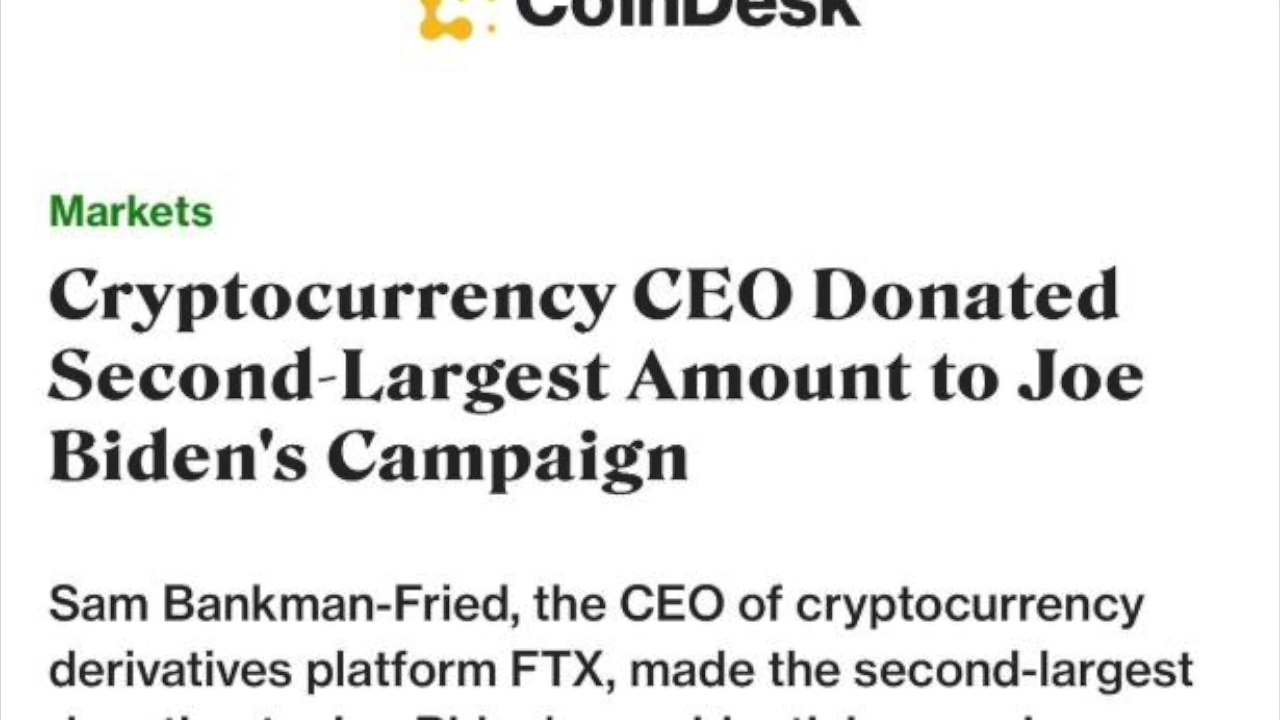 CoinDesk
Markets
Cryptocurrency CEO Donated
Second-Largest Amount to Joe
Biden's Campaign
Sam Bankman-Fried, the CEO of cryptocurrency
derivatives platform FTX, made the second-largest